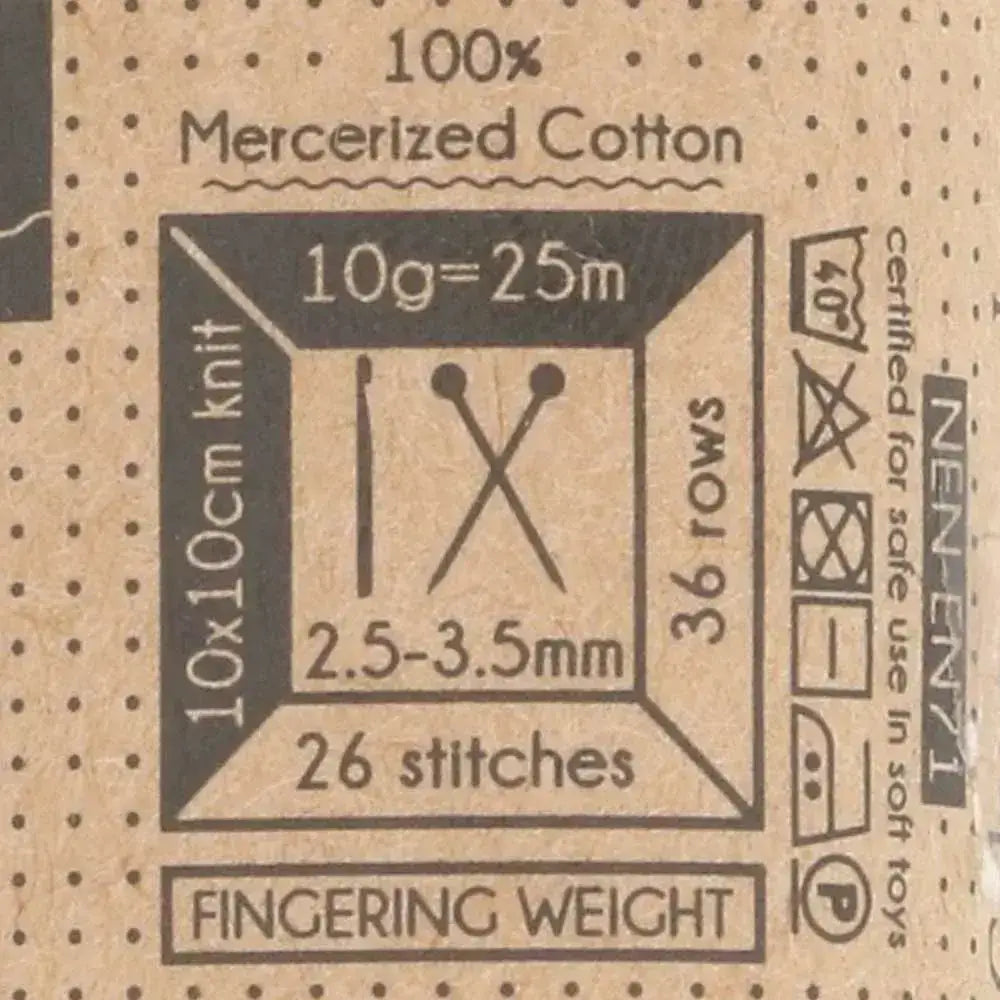 100%
Mercerized Cotton
10g=25m
10x10cm knit
36 rows
2.5-3.5mm
26 stitches
FINGERING WEIGHT
40°
P
certified for safe use in soft toys
NEN-EN71